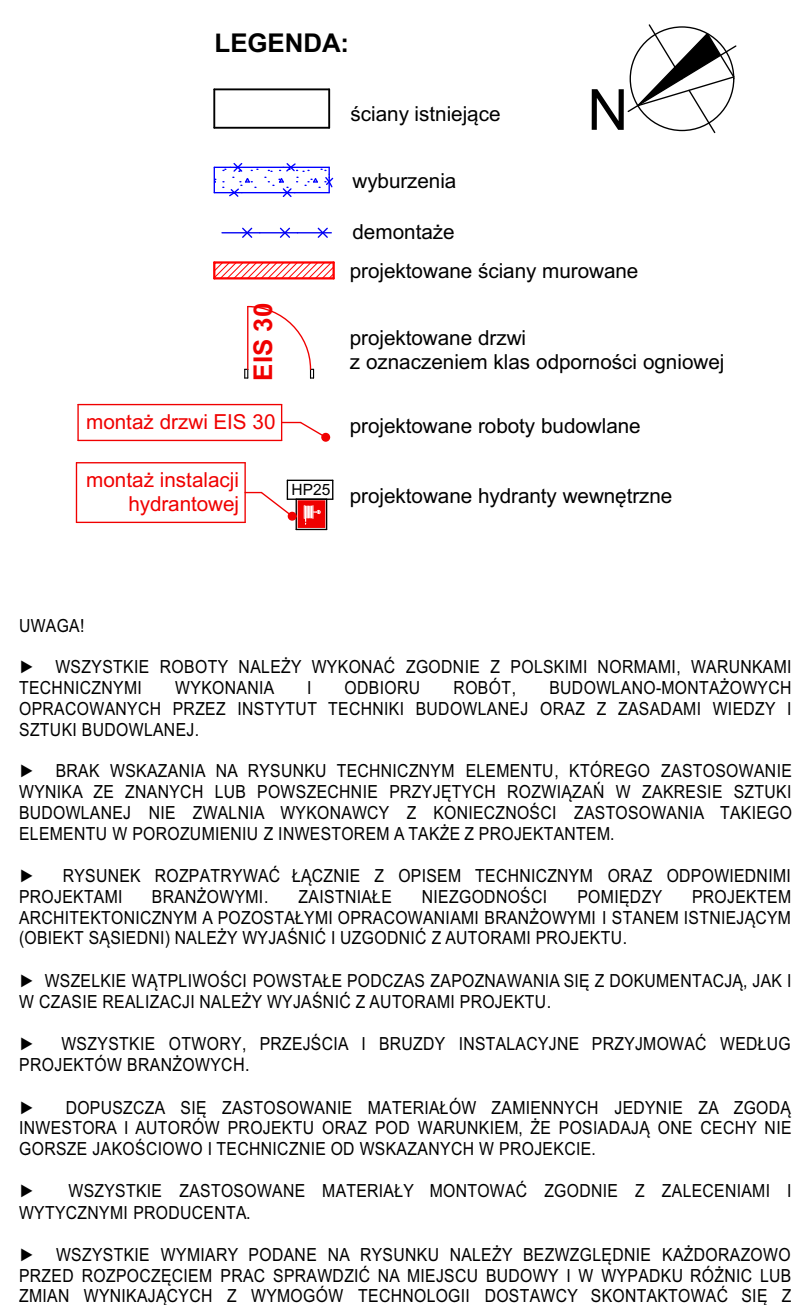 LEGENDA:
N
ściany istniejące
wyburzenia
demontaże
projektowane ściany murowane
EIS 30
projektowane drzwi
z oznaczeniem klas odporności ogniowej
montaż drzwi EIS 30
projektowane roboty budowlane
montaż instalacji
hydrantowej
HP25
projektowane hydranty wewnętrzne
UWAGA!
► WSZYSTKIE ROBOTY NALEŻY WYKONAĆ ZGODNIE Z POLSKIMI NORMAMI, WARUNKAMI
TECHNICZNYMI WYKONANIA I ODBIORU ROBÓT, BUDOWLANO-MONTAŻOWYCH
OPRACOWANYCH PRZEZ INSTYTUT TECHNIKI BUDOWLANEJ ORAZ Z ZASADAMI WIEDZY I
SZTUKI BUDOWLANEJ.
► BRAK WSKAZANIA NA RYSUNKU TECHNICZNYM ELEMENTU, KTÓREGO ZASTOSOWANIE
WYNIKA ZE ZNANYCH LUB POWSZECHNIE PRZYJĘTYCH ROZWIĄZAŃ W ZAKRESIE SZTUKI
BUDOWLANEJ NIE ZWALNIA WYKONAWCY Z KONIECZNOŚCI ZASTOSOWANIA TAKIEGO
ELEMENTU W POROZUMIENIU Z INWESTOREM A TAKŻE Z PROJEKTANTEM.
► RYSUNEK ROZPATRYWAĆ ŁĄCZNIE Z OPISEM TECHNICZNYM ORAZ ODPOWIEDNIMI
PROJEKTAMI BRANŻOWYMI. ZAISTNIAŁE NIEZGODNOŚCI POMIĘDZY PROJEKTEM
ARCHITEKTONICZNYM A POZOSTAŁYMI OPRACOWANIAMI BRANŻOWYMI I STANEM ISTNIEJĄCYM
(OBIEKT SĄSIEDNI) NALEŻY WYJAŚNIĆ I UZGODNIĆ Z AUTORAMI PROJEKTU.
► WSZELKIE WĄTPLIWOŚCI POWSTAŁE PODCZAS ZAPOZNAWANIA SIĘ Z DOKUMENTACJĄ, JAK I
W CZASIE REALIZACJI NALEŻY WYJAŚNIĆ Z AUTORAMI PROJEKTU.
► WSZYSTKIE OTWORY, PRZEJŚCIA I BRUZDY INSTALACYJNE PRZYJMOWAĆ WEDŁUG
PROJEKTÓW BRANŻOWYCH.
► DOPUSZCZA SIĘ ZASTOSOWANIE MATERIAŁÓW ZAMIENNYCH JEDYNIE ZA ZGODĄ
INWESTORA I AUTORÓW PROJEKTU ORAZ POD WARUNKIEM, ŻE POSIADAJĄ ONE CECHY NIE
GORSZE JAKOŚCIOWO I TECHNICZNIE OD WSKAZANYCH W PROJEKCIE.
► WSZYSTKIE ZASTOSOWANE MATERIAŁY MONTOWAĆ ZGODNIE Z ZALECENIAMI I
WYTYCZNYMI PRODUCENTA.
► WSZYSTKIE WYMIARY PODANE NA RYSUNKU NALEŻY BEZWZGLĘDNIE KAŻDORAZOWO
PRZED ROZPOCZĘCIEM PRAC SPRAWDZIĆ NA MIEJSCU BUDOWY I W WYPADKU RÓŻNIC LUB
ZMIAN WYNIKAJĄCYCH Z WYMOGÓW TECHNOLOGII DOSTAWCY SKONTAKTOWAĆ SIĘ Z